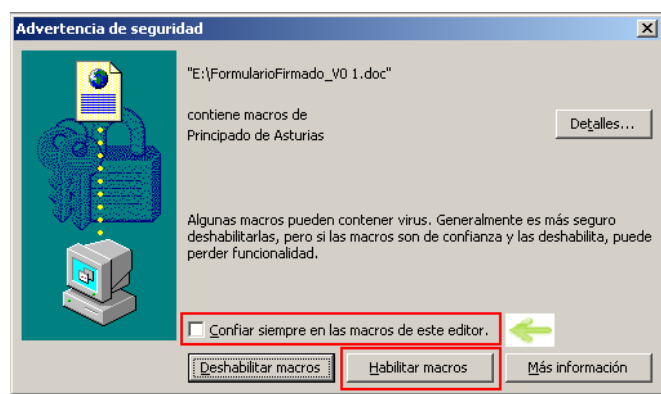 Advertencia de seguridad
"E:\FormularioFirmado_V0 1.doc"
contiene macros de
Principado de Asturias
Detalles...
Algunas macros pueden contener virus. Generalmente es más seguro
deshabilitarlas, pero si las macros son de confianza y las deshabilita, puede
perder funcionalidad.
Confiar siempre en las macros de este editor.
Deshabilitar macros
Habilitar macros
Más información